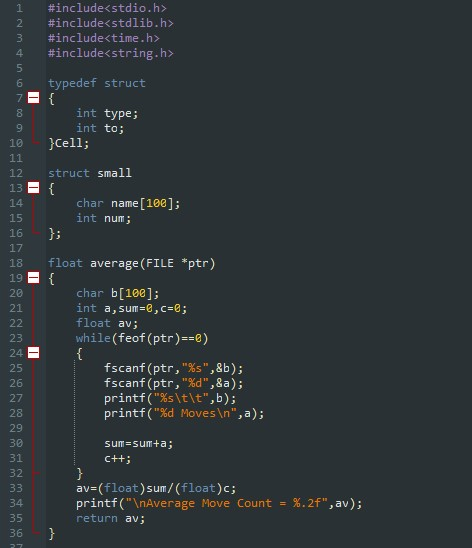 1 #include<stdio.h>
2 #include<stdlib.h>
3 #include<time.h>
4 #include<string.h>
5
6 typedef struct
7 {
8 int type;
9 int to;
10 }Cell;
11
12 struct small
13 {
14 char name[100];
15 int num;
16 };
17
18 float average(FILE *ptr)
19 {
20 char b[100];
21 int a,sum=0,c=0;
22 float av;
23 while(feof(ptr)==0)
24 {
25 fscanf(ptr,"%s",&b);
26 fscanf(ptr,"%d",&a);
27 printf("%s\t\t",b);
28 printf("%d Moves\n",a);
29
30 sum=sum+a;
31 c++;
32 }
33 av=(float)sum/(float)c;
34 printf("\nAverage Move Count = %.2f",av);
35 return av;
36 }
37